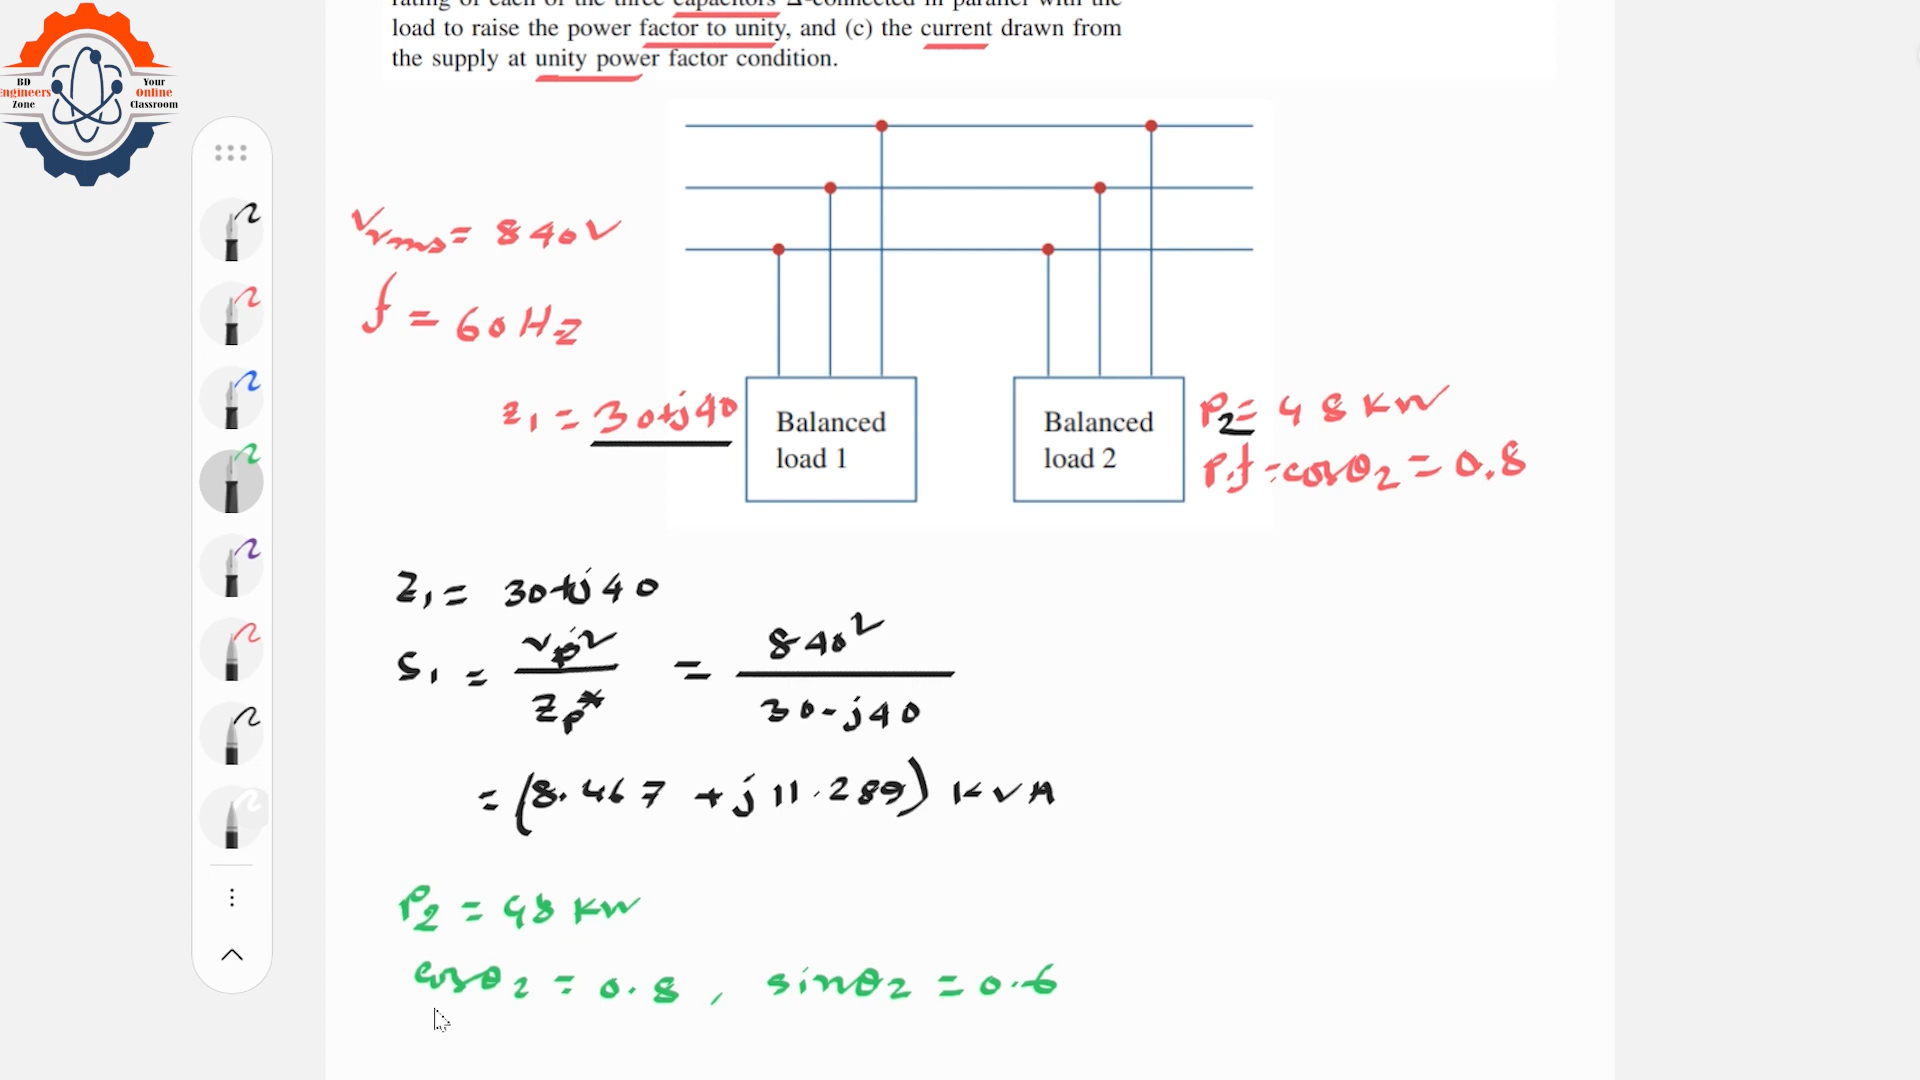 rating of each of the three capacitors Δ-connected in parallel with the
load to raise the power factor to unity, and (c) the current drawn from
the supply at unity power factor condition.
BD Engineers Zone
Your Online Classroom
Vrms = 840V
f = 60Hz
Z1 = 30+j40
Balanced load 1
Balanced load 2
P2 = 48 KW
P.f = cosθ2 = 0.8
Z1 = 30+j40
S1 = Vp^2 / Zp* = 840^2 / 30-j40
= (8.467 + j11.289) KVA
P2 = 48 KW
cosθ2 = 0.8, sinθ2 = 0.6